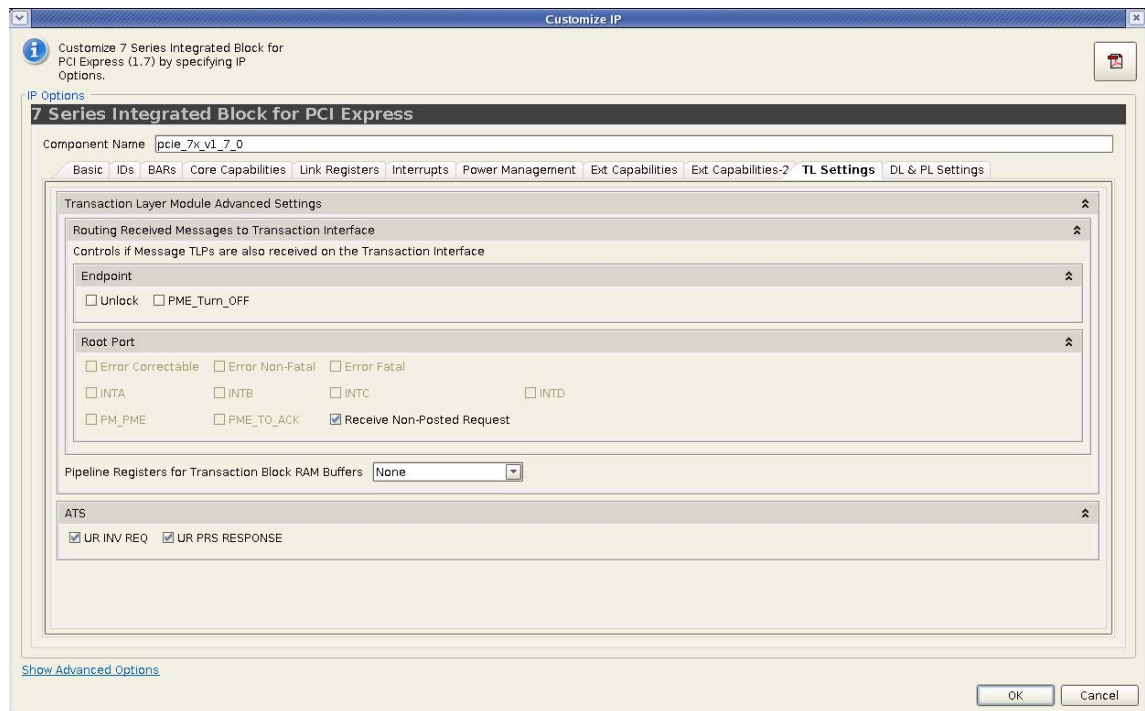 Customize IP
Customize 7 Series Integrated Block for
PCI Express (1.7) by specifying IP
Options.
IP Options
7 Series Integrated Block for PCI Express
Component Name pcie_7x_v1_7_0
Basic IDs BARs Core Capabilities Link Registers Interrupts Power Management Ext Capabilities Ext Capabilities-2 TL Settings DL & PL Settings
Transaction Layer Module Advanced Settings
Routing Received Messages to Transaction Interface
Controls if Message TLPs are also received on the Transaction Interface
Endpoint
Unlock PME_Turn_OFF
Root Port
Error Correctable Error Non-Fatal Error Fatal
INTA INTB INTC INTD
PM_PME PME_TO_ACK Receive Non-Posted Request
Pipeline Registers for Transaction Block RAM Buffers None
ATS
UR INV REQ UR PRS RESPONSE
Show Advanced Options
OK Cancel